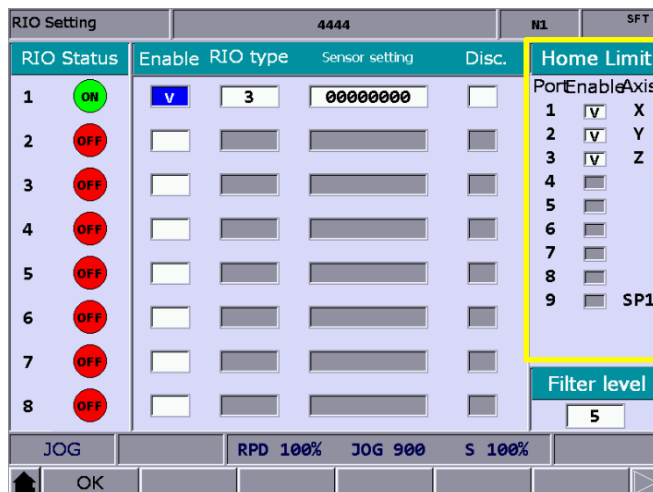 RIO Setting 4444 N1 SFT
RIO Status Enable RIO type Sensor setting Disc. Home Limit
Port Enable Axis
1 ON V 3 00000000
2 OFF
3 OFF
4 OFF
5 OFF
6 OFF
7 OFF
8 OFF
1 V X
2 V Y
3 V Z
4
5
6
7
8
9 SP1
Filter level
5
JOG RPD 100% JOG 900 S 100%
OK